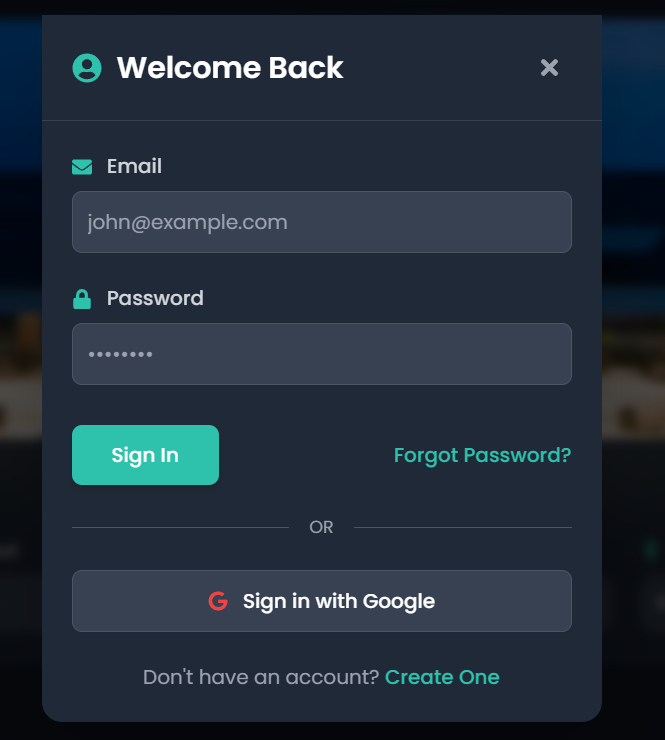 Welcome Back
Email
john@example.com
Password
••••••••
Sign In
Forgot Password?
OR
Sign in with Google
Don't have an account? Create One